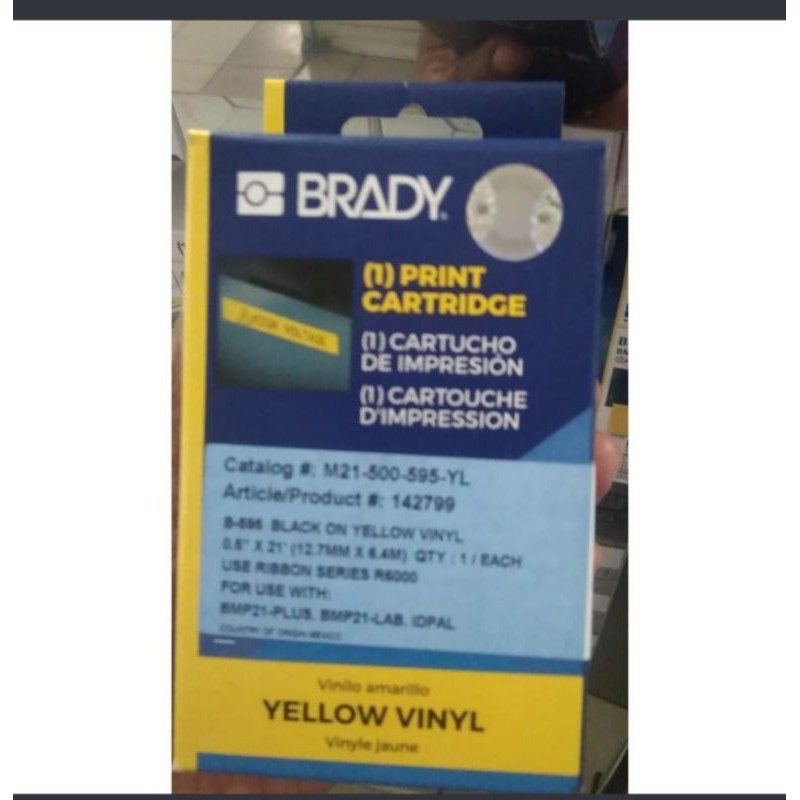 BRADY
HIGH VOLTAGE
(1) PRINT
CARTRIDGE
(1) CARTUCHO
DE IMPRESIÓN
(1) CARTOUCHE
D'IMPRESSION
Catalog #: M21-500-595-YL
Article/Product #: 142799
B-595 BLACK ON YELLOW VINYL
0.5" X 21' (12.7MM X 6.4M) QTY : 1 / EACH
USE RIBBON SERIES R6000
FOR USE WITH:
BMP21-PLUS, BMP21-LAB, IDPAL
COUNTRY OF ORIGIN MEXICO
Vinilo amarillo
YELLOW VINYL
Vinyle jaune